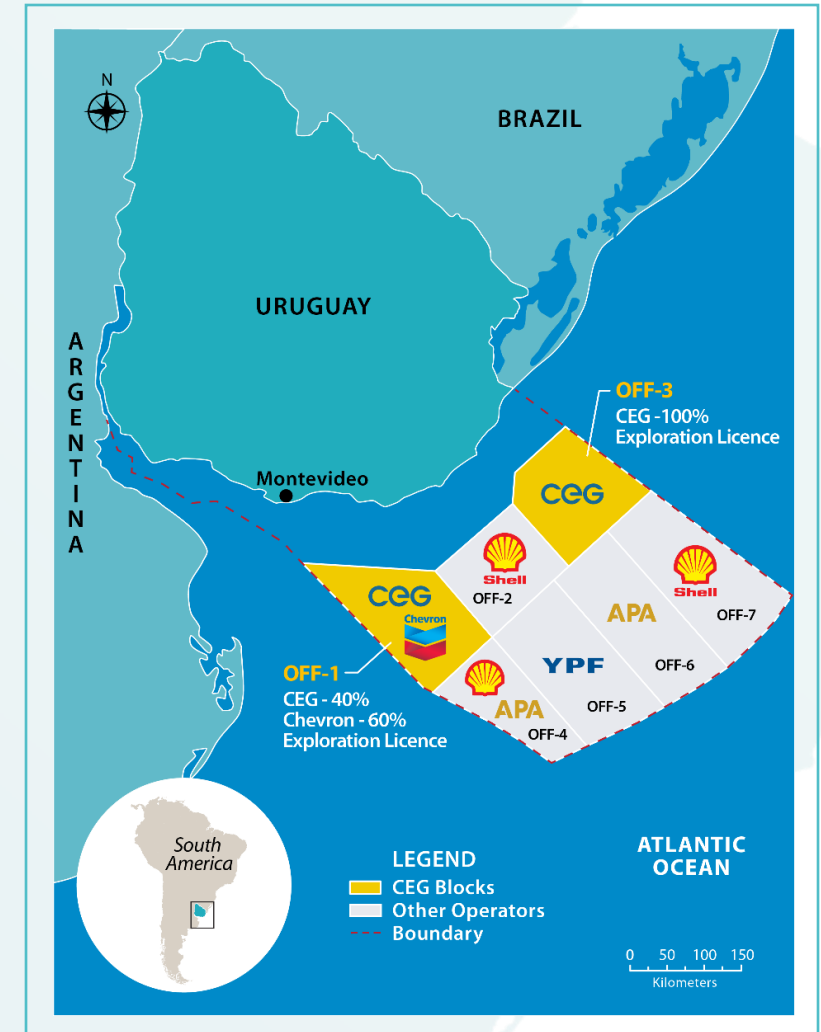 N
BRAZIL
URUGUAY
ARGENTINA
OFF-3
CEG -100%
Exploration Licence
Montevideo
CEG
Shell
OFF-2
Shell
OFF-7
CEG
Chevron
APA
OFF-6
YPF
OFF-5
APA
OFF-4
OFF-1
CEG - 40%
Chevron - 60%
Exploration Licence
South
America
LEGEND
CEG Blocks
Other Operators
Boundary
ATLANTIC
OCEAN
0 50 100 150
Kilometers